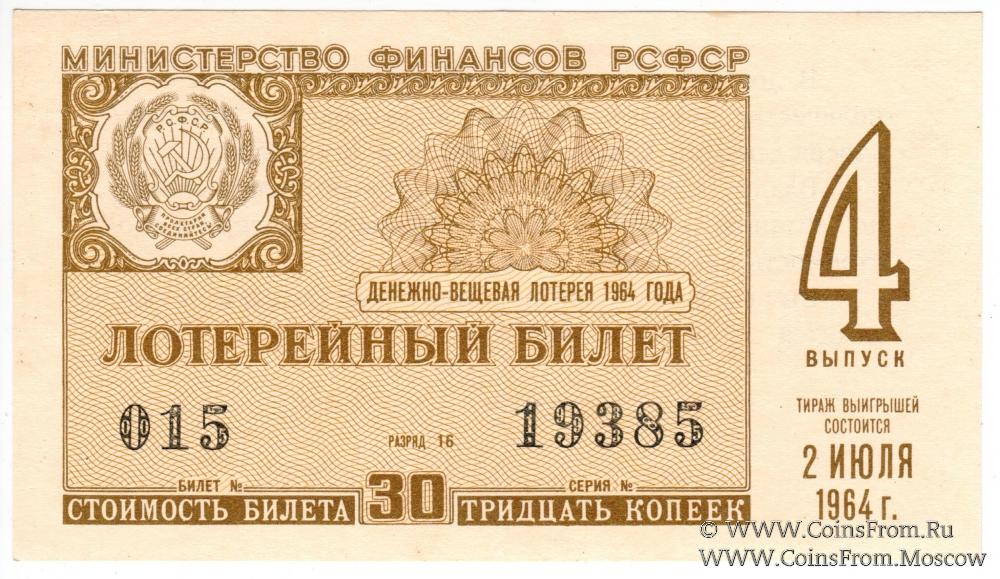 МИНИСТЕРСТВО ФИНАНСОВ РСФСР
Р.С.Ф.С.Р.
ПРОЛЕТАРИИ
ВСЕХ СТРАН,
СОЕДИНЯЙТЕСЬ!
ДЕНЕЖНО-ВЕЩЕВАЯ ЛОТЕРЕЯ 1964 ГОДА
ЛОТЕРЕЙНЫЙ БИЛЕТ
015
РАЗРЯД 16
19385
БИЛЕТ №
СЕРИЯ №
СТОИМОСТЬ БИЛЕТА 30 ТРИДЦАТЬ КОПЕЕК
4
ВЫПУСК
ТИРАЖ ВЫИГРЫШЕЙ
СОСТОИТСЯ
2 ИЮЛЯ
1964 г.
© WWW.CoinsFrom.Ru
WWW.CoinsFrom.Moscow